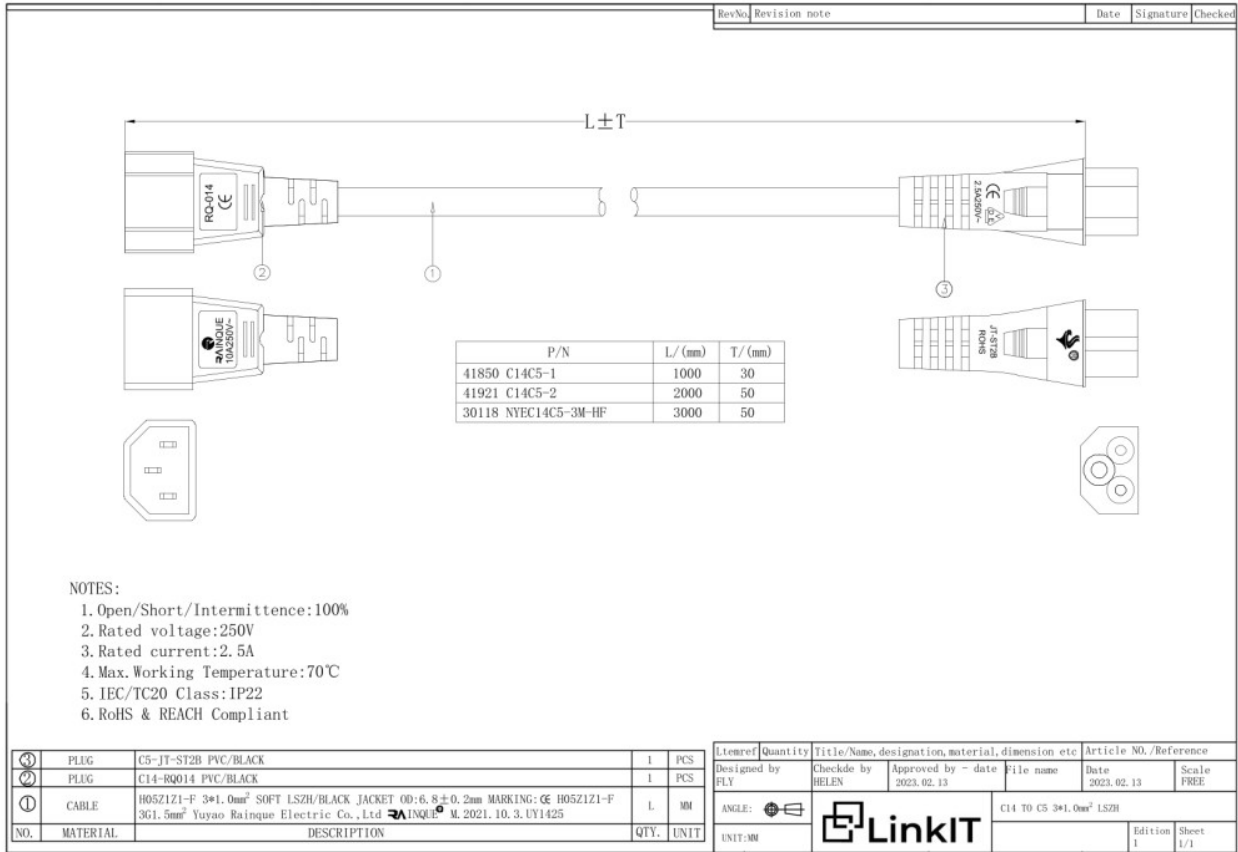 RevNo. Revision note Date Signature Checked
L±T
RQ-014
CE
2.5A250V~
CE
② ① ③
RAINQUE
10A250V~
JT-ST2B
ROHS
P/N L/(mm) T/(mm)
41850 C14C5-1 1000 30
41921 C14C5-2 2000 50
30118 NYEC14C5-3M-HF 3000 50
NOTES:
1. Open/Short/Intermittence:100%
2. Rated voltage:250V
3. Rated current:2.5A
4. Max. Working Temperature:70℃
5. IEC/TC20 Class:IP22
6. RoHS & REACH Compliant
③ PLUG C5-JT-ST2B PVC/BLACK 1 PCS
② PLUG C14-RQ014 PVC/BLACK 1 PCS
① CABLE H05Z1Z1-F 3*1.0mm² SOFT LSZH/BLACK JACKET OD:6.8±0.2mm MARKING: CE H05Z1Z1-F
3G1.5mm² Yuyao Rainque Electric Co.,Ltd RAINQUE M.2021.10.3.UY1425 L MM
NO. MATERIAL DESCRIPTION QTY. UNIT
Ltemref Quantity Title/Name, designation, material, dimension etc Article NO./Reference
Designed by Checkde by Approved by - date File name Date Scale
FLY HELEN 2023.02.13 2023.02.13 FREE
ANGLE: C14 TO C5 3*1.0mm² LSZH
LinkIT
UNIT:MM Edition Sheet
1 1/1